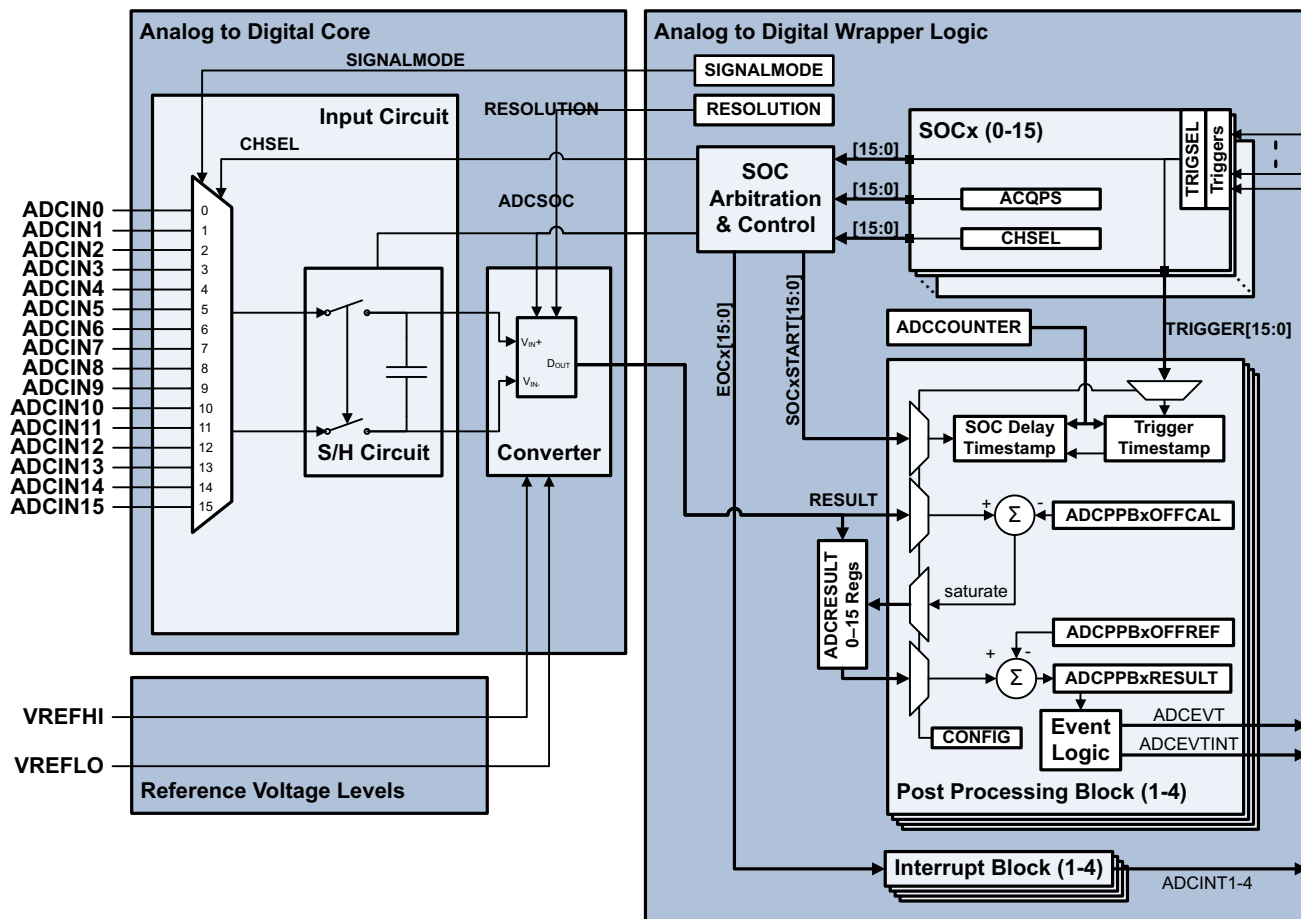 Analog to Digital Core
Analog to Digital Wrapper Logic
SIGNALMODE
SIGNALMODE
RESOLUTION
RESOLUTION
Input Circuit
SOCx (0-15)
CHSEL
[15:0]
TRIGSEL
Triggers
SOC
Arbitration
& Control
[15:0]
ACQPS
ADCSOC
[15:0]
CHSEL
ADCIN0
0
ADCIN1
1
ADCIN2
2
ADCIN3
3
ADCIN4
4
ADCIN5
5
ADCIN6
6
ADCIN7
7
ADCIN8
8
ADCIN9
9
ADCIN10
10
ADCIN11
11
ADCIN12
12
ADCIN13
13
ADCIN14
14
ADCIN15
15
EOCx[15:0]
SOCxSTART[15:0]
ADCCOUNTER
TRIGGER[15:0]
VIN+
DOUT
VIN-
S/H Circuit
Converter
SOC Delay
Timestamp
Trigger
Timestamp
RESULT
+
Σ
-
ADCPPBxOFFCAL
ADCRESULT
0–15 Regs
saturate
ADCPPBxOFFREF
+
-
Σ
ADCPPBxRESULT
VREFHI
ADCEVT
Event
Logic
CONFIG
ADCEVTINT
VREFLO
Reference Voltage Levels
Post Processing Block (1-4)
Interrupt Block (1-4)
ADCINT1-4